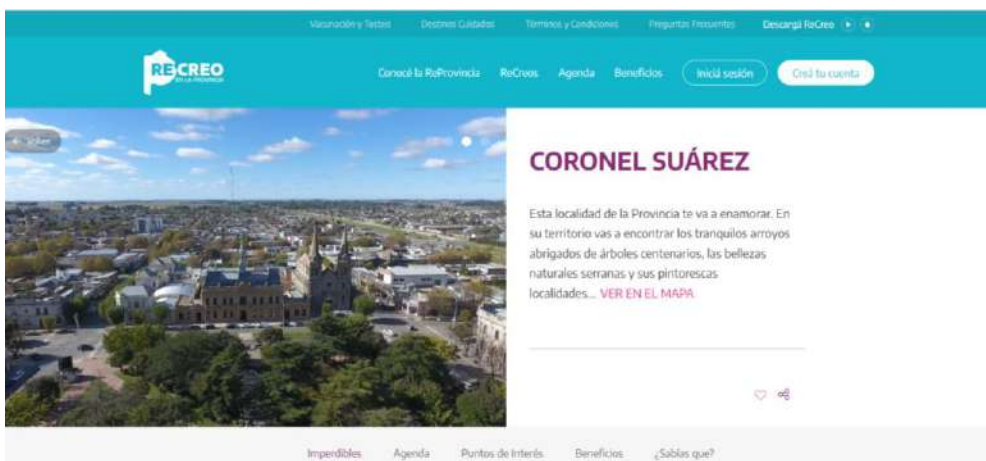 Vacunación y Testeo Destinos Cuidados Términos y Condiciones Preguntas Frecuentes Descargá ReCreo
RECREO
EN LA PROVINCIA
Conocé la ReProvincia ReCreos Agenda Beneficios Iniciá sesión Creá tu cuenta
Volver
CORONEL SUÁREZ
Esta localidad de la Provincia te va a enamorar. En
su territorio vas a encontrar los tranquilos arroyos
abrigados de árboles centenarios, las bellezas
naturales serranas y sus pintorescas
localidades... VER EN EL MAPA
Imperdibles Agenda Puntos de Interés Beneficios ¿Sabías que?